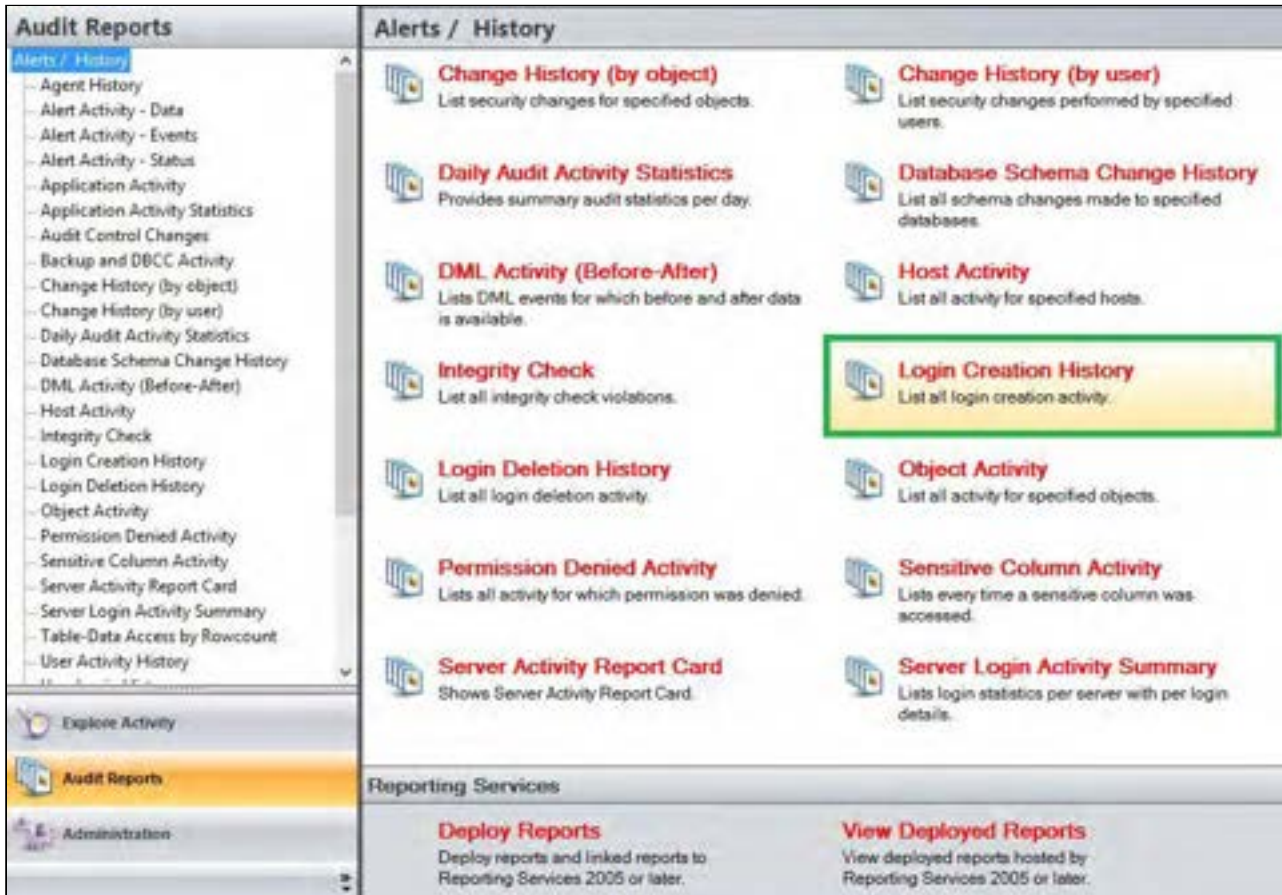 Audit Reports
Alerts / History
Agent History
Alert Activity - Data
Alert Activity - Events
Alert Activity - Status
Application Activity
Application Activity Statistics
Audit Control Changes
Backup and DBCC Activity
Change History (by object)
Change History (by user)
Daily Audit Activity Statistics
Database Schema Change History
DML Activity (Before-After)
Host Activity
Integrity Check
Login Creation History
Login Deletion History
Object Activity
Permission Denied Activity
Sensitive Column Activity
Server Activity Report Card
Server Login Activity Summary
Table-Data Access by Rowcount
User Activity History
Explore Activity
Audit Reports
Administration
Alerts / History
Change History (by object)
List security changes for specified objects.
Change History (by user)
List security changes performed by specified
users.
Daily Audit Activity Statistics
Provides summary audit statistics per day.
Database Schema Change History
List all schema changes made to specified
databases.
DML Activity (Before-After)
Lists DML events for which before and after data
is available.
Host Activity
List all activity for specified hosts.
Integrity Check
List all integrity check violations.
Login Creation History
List all login creation activity.
Login Deletion History
List all login deletion activity.
Object Activity
List all activity for specified objects.
Permission Denied Activity
Lists all activity for which permission was denied.
Sensitive Column Activity
Lists every time a sensitive column was
accessed.
Server Activity Report Card
Shows Server Activity Report Card.
Server Login Activity Summary
Lists login statistics per server with per login
details.
Reporting Services
Deploy Reports
Deploy reports and linked reports to
Reporting Services 2005 or later.
View Deployed Reports
View deployed reports hosted by
Reporting Services 2005 or later.